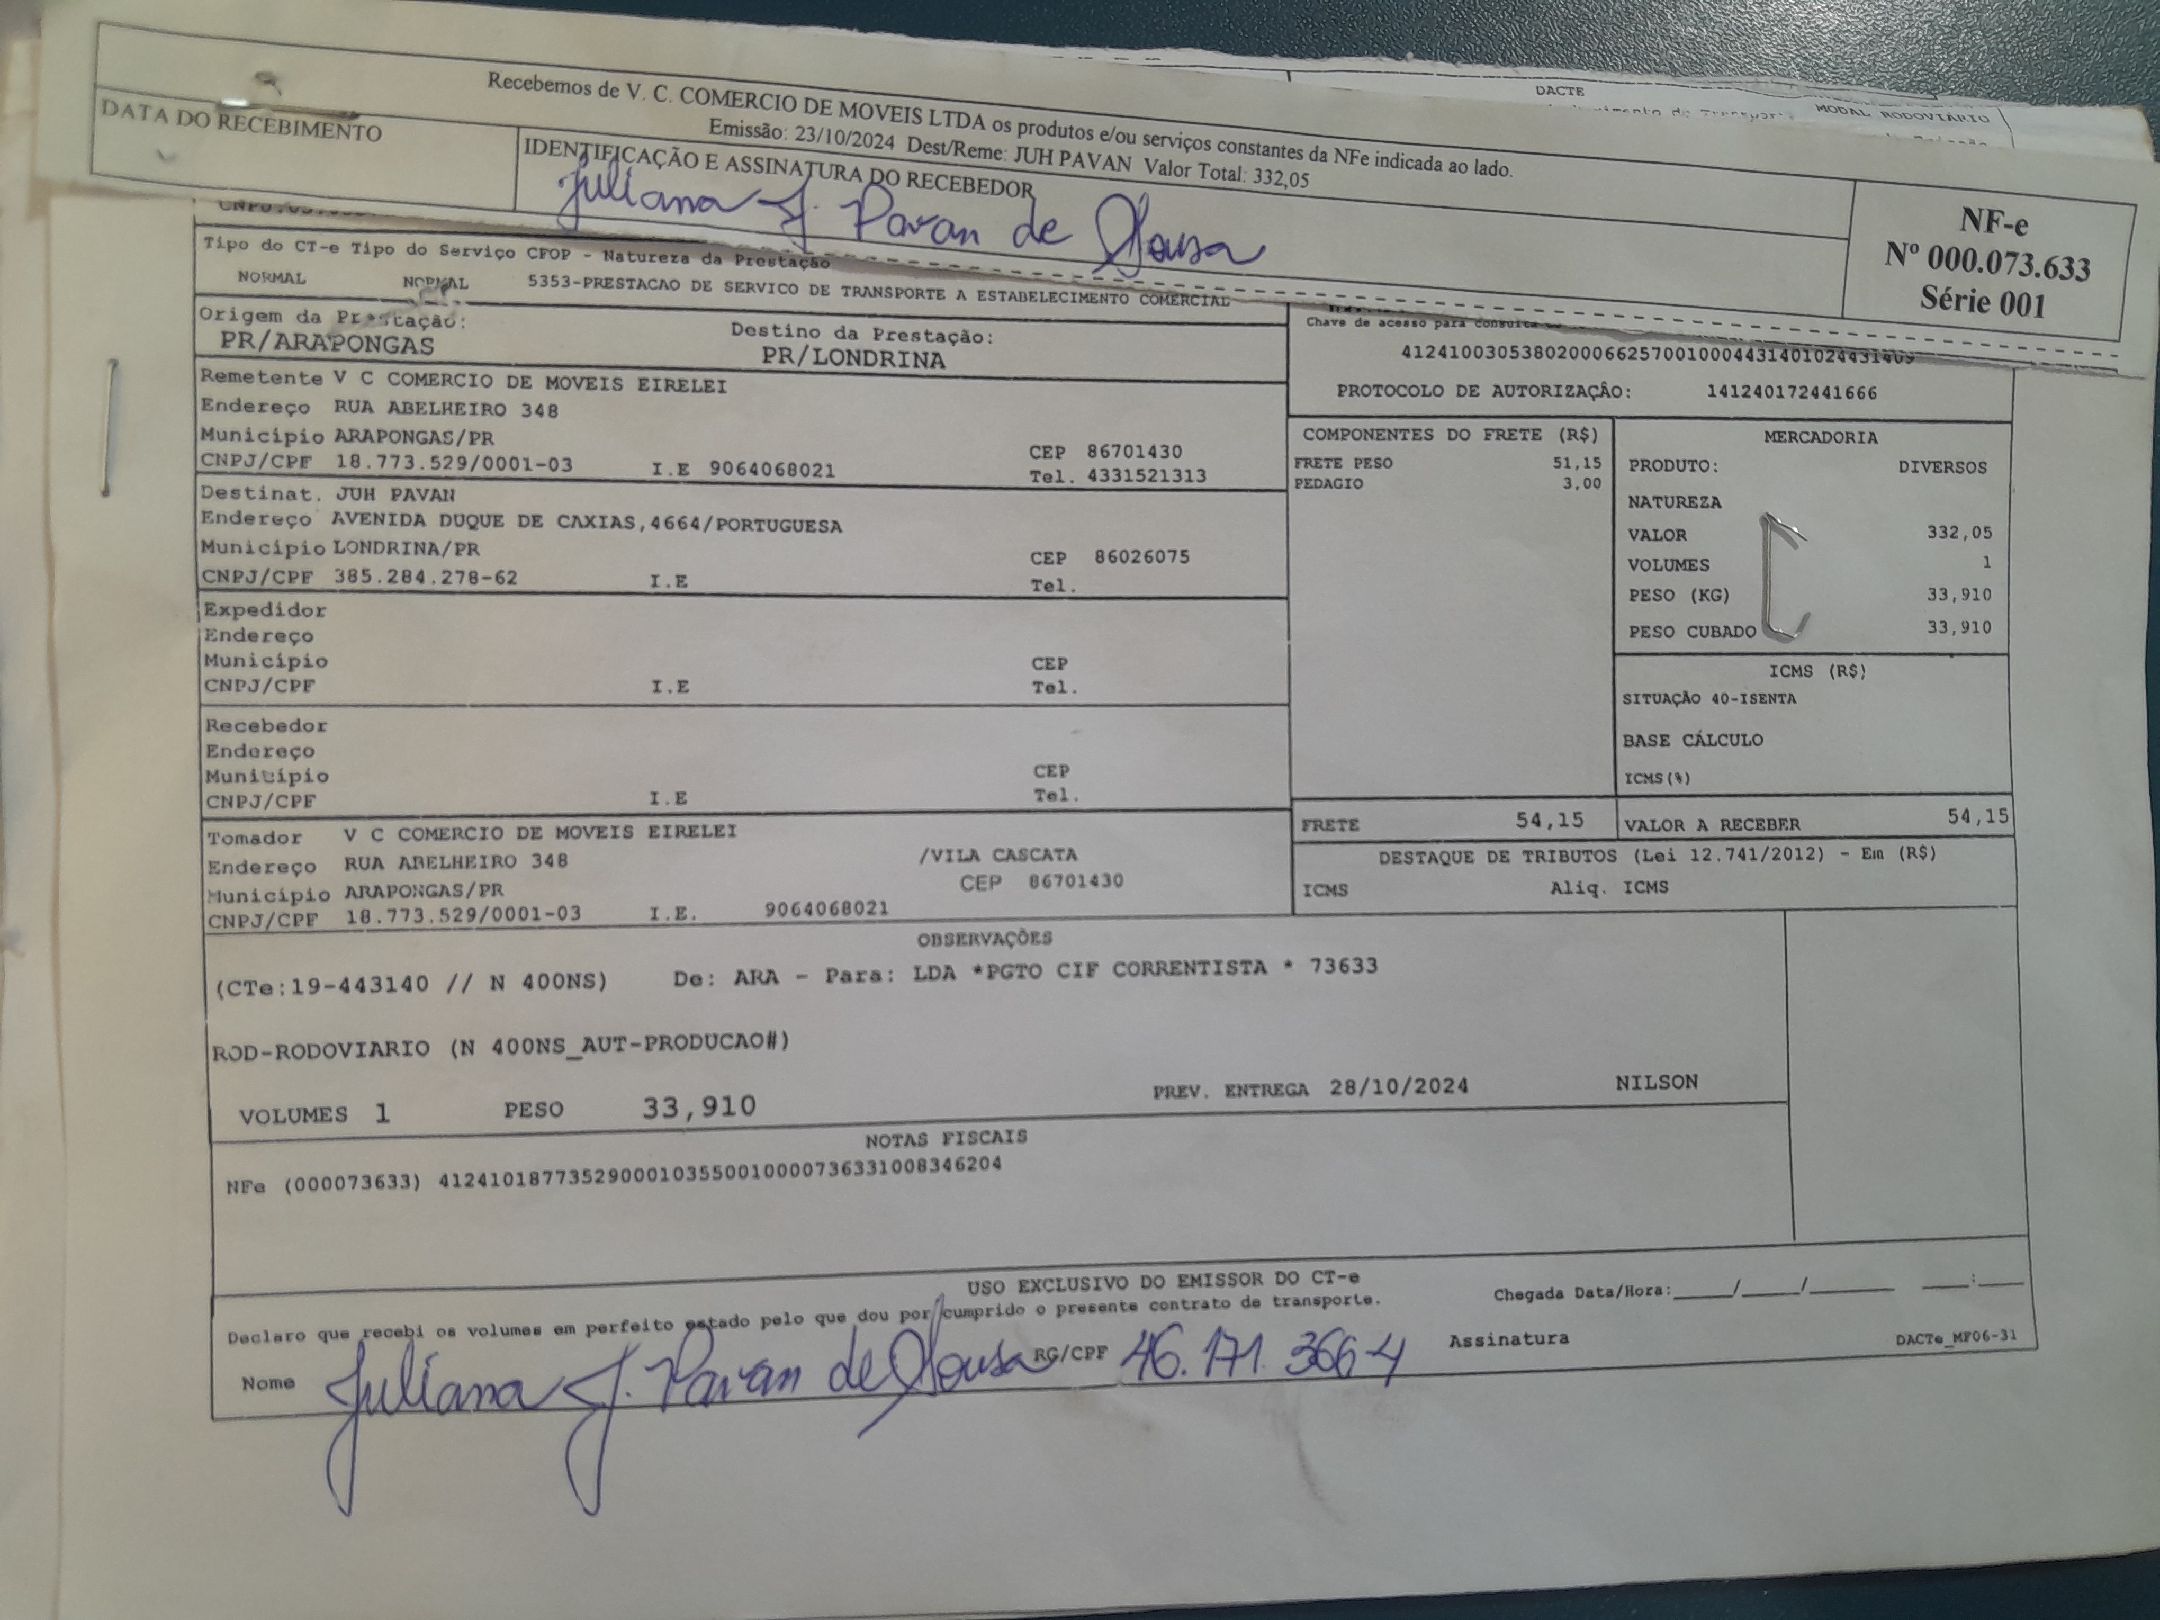 Recebemos de V. C. COMERCIO DE MOVEIS LTDA os produtos e/ou serviços constantes da NFe indicada ao lado.
Emissão: 23/10/2024 Dest/Reme: JUH PAVAN Valor Total: 332,05
DATA DO RECEBIMENTO
IDENTIFICAÇÃO E ASSINATURA DO RECEBEDOR
Juliana J. Pavan de Sousa
NF-e
Nº 000.073.633
Série 001
DACTE
MODAL RODOVIÁRIO
Tipo do CT-e Tipo do Serviço CFOP - Natureza da Prestação
NORMAL NORMAL 5353-PRESTACAO DE SERVICO DE TRANSPORTE A ESTABELECIMENTO COMERCIAL
Origem da Prestação: Destino da Prestação:
PR/ARAPONGAS PR/LONDRINA
Chave de acesso para consulta
41241003053802000662570010004431401024431409
PROTOCOLO DE AUTORIZAÇÃO: 141240172441666
Remetente V C COMERCIO DE MOVEIS EIRELEI
Endereço RUA ABELHEIRO 348
Município ARAPONGAS/PR CEP 86701430
CNPJ/CPF 18.773.529/0001-03 I.E 9064068021 Tel. 4331521313
Destinat. JUH PAVAN
Endereço AVENIDA DUQUE DE CAXIAS,4664/PORTUGUESA
Município LONDRINA/PR CEP 86026075
CNPJ/CPF 385.284.278-62 I.E Tel.
Expedidor
Endereço
Município CEP
CNPJ/CPF I.E Tel.
Recebedor
Endereço
Município CEP
CNPJ/CPF I.E Tel.
Tomador V C COMERCIO DE MOVEIS EIRELEI
Endereço RUA ABELHEIRO 348 /VILA CASCATA
Município ARAPONGAS/PR CEP 86701430
CNPJ/CPF 18.773.529/0001-03 I.E. 9064068021
COMPONENTES DO FRETE (R$)
FRETE PESO 51,15
PEDAGIO 3,00
MERCADORIA
PRODUTO: DIVERSOS
NATUREZA
VALOR 332,05
VOLUMES 1
PESO (KG) 33,910
PESO CUBADO 33,910
ICMS (R$)
SITUAÇÃO 40-ISENTA
BASE CÁLCULO
ICMS(%)
FRETE 54,15 VALOR A RECEBER 54,15
DESTAQUE DE TRIBUTOS (Lei 12.741/2012) - Em (R$)
ICMS Aliq. ICMS
OBSERVAÇÕES
(CTe:19-443140 // N 400NS) De: ARA - Para: LDA *PGTO CIF CORRENTISTA * 73633
ROD-RODOVIARIO (N 400NS_AUT-PRODUCAO#)
VOLUMES 1 PESO 33,910 PREV. ENTREGA 28/10/2024 NILSON
NOTAS FISCAIS
NFe (000073633) 41241018773529000103550010000736331008346204
USO EXCLUSIVO DO EMISSOR DO CT-e
Declaro que recebi os volumes em perfeito estado pelo que dou por cumprido o presente contrato de transporte.
Chegada Data/Hora:_____/_____/________ ____:____
Nome Juliana J. Pavan de Sousa RG/CPF 46.171.366-4 Assinatura
DACTe_MF06-31